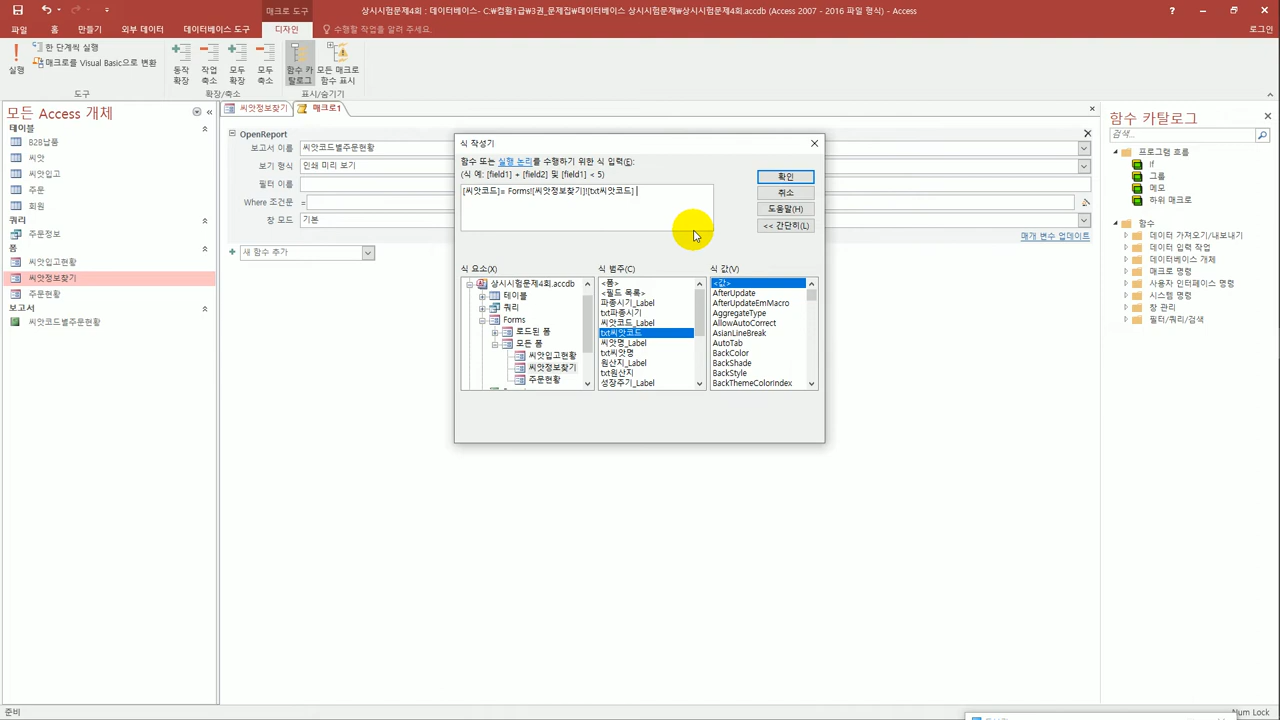 매크로 도구
상시시험문제4회 : 데이터베이스- C:₩컴활1급₩3권_문제집₩데이터베이스 상시시험문제₩상시시험문제4회.accdb (Access 2007 - 2016 파일 형식) - Access
파일 홈 만들기 외부 데이터 데이터베이스 도구 디자인 수행할 작업을 알려 주세요.
로그인
실행
한 단계씩 실행
매크로를 Visual Basic으로 변환
동작 확장
작업 축소
모두 확장
모두 축소
함수 카탈로그
모든 매크로 함수 표시
도구
확장/축소
표시/숨기기
모든 Access 개체
테이블
B2B납품
씨앗
씨앗입고
주문
회원
쿼리
주문정보
폼
씨앗입고현황
씨앗정보찾기
주문현황
보고서
씨앗코드별주문현황
씨앗정보찾기
매크로1
OpenReport
보고서 이름 씨앗코드별주문현황
보기 형식 인쇄 미리 보기
필터 이름
Where 조건문 =
창 모드 기본
매개 변수 업데이트
새 함수 추가
식 작성기
함수 또는 실행 논리를 수행하기 위한 식 입력(E):
(식 예: [field1] + [field2] 및 [field1] < 5)
[씨앗코드]= Forms![씨앗정보찾기]![txt씨앗코드]
확인
취소
도움말(H)
<< 간단히(L)
식 요소(X)
상시시험문제4회.accdb
테이블
쿼리
Forms
로드된 폼
모든 폼
씨앗입고현황
씨앗정보찾기
주문현황
식 범주(C)
<폼>
<필드 목록>
파종시기_Label
txt파종시기
씨앗코드_Label
txt씨앗코드
씨앗명_Label
txt씨앗명
원산지_Label
txt원산지
성장주기_Label
식 값(V)
<값>
AfterUpdate
AfterUpdateEmMacro
AggregateType
AllowAutoCorrect
AsianLineBreak
AutoTab
BackColor
BackShade
BackStyle
BackThemeColorIndex
함수 카탈로그
검색...
프로그램 흐름
If
그룹
메모
하위 매크로
함수
데이터 가져오기/내보내기
데이터 입력 작업
데이터베이스 개체
매크로 명령
사용자 인터페이스 명령
시스템 명령
창 관리
필터/쿼리/검색
준비
Num Lock